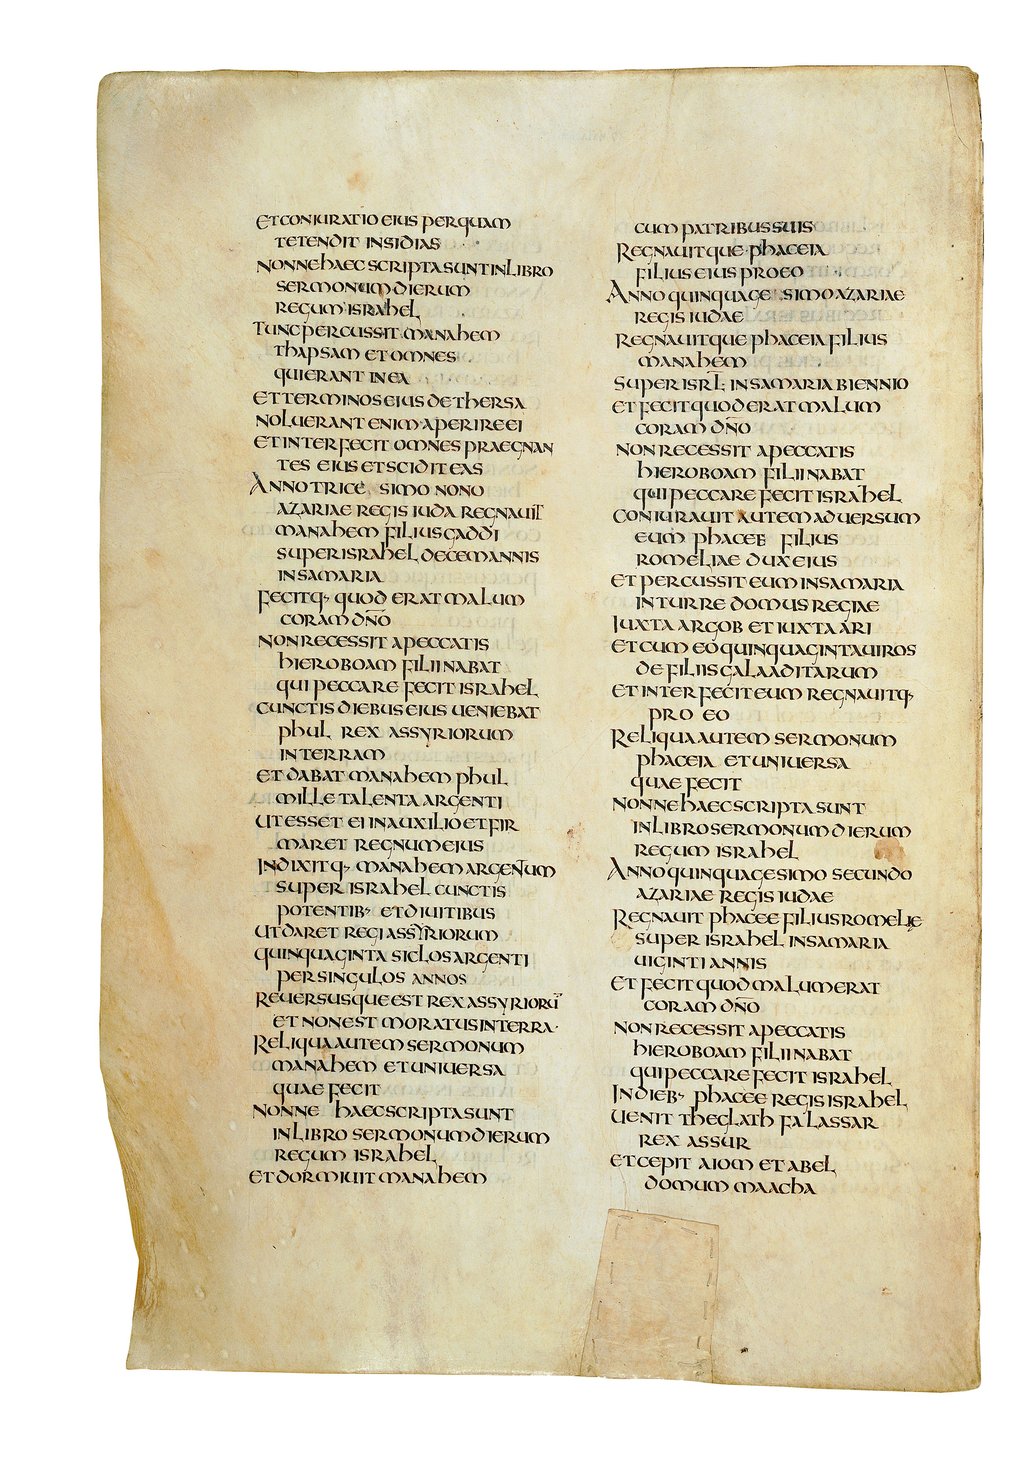 et coniuratio eius per quam
tetendit insidias
nonne haec scripta sunt in libro
sermonum dierum
regum israhel
Tunc percussit manahem
thapsam et omnes
qui erant in ea
et terminos eius de thersa
noluerant enim aperire ei
et interfecit omnes praegnan
tes eius et scidit eas
Anno tricesimo nono
azariae regis iuda regnauit
manahem filius gaddi
super israhel decem annis
in samaria
fecitq· quod erat malum
coram dn̄o
non recessit a peccatis
hieroboam filii nabat
qui peccare fecit israhel
cunctis diebus eius ueniebat
phul rex assyriorum
in terram
et dabat manahem phul
mille talenta argenti
ut esset ei in auxilio et fir
maret regnum eius
Indixitq· manahem argentum
super israhel cunctis
potentib· et diuitibus
ut daret regi assyriorum
quinquaginta siclos argenti
per singulos annos
reuersusque est rex assyriorū
et non est moratus in terra·
Reliqua autem sermonum
manahem et uniuersa
quae fecit
nonne haec scripta sunt
in libro sermonum dierum
regum israhel
et dormiuit manahem
cum patribus suis
Regnauitque phaceia
filius eius pro eo
Anno quinquagesimo azariae
regis iudae
Regnauitque phaceia filius
manahem
super isrl̄· in samaria biennio
et fecit quod erat malum
coram dn̄o
non recessit a peccatis
hieroboam filii nabat
qui peccare fecit israhel
coniurauit autem aduersum
eum phacee filius
romeliae dux eius
et percussit eum in samaria
in turre domus regiae
iuxta argob et iuxta ari
et cum eo quinquaginta uiros
de filiis galaaditarum
et interfecit eum regnauitq·
pro eo
Reliqua autem sermonum
phaceia et uniuersa
quae fecit
nonne haec scripta sunt
in libro sermonum dierum
regum israhel
Anno quinquagesimo secundo
azariae regis iudae
Regnauit phacee filius romelie
super israhel in samaria
uiginti annis
et fecit quod malum erat
coram dn̄o
non recessit a peccatis
hieroboam filii nabat
qui peccare fecit israhel
In dieb· phacee regis israhel
uenit theglath falassar
rex assur
et cepit aiom et abel
domum maacha